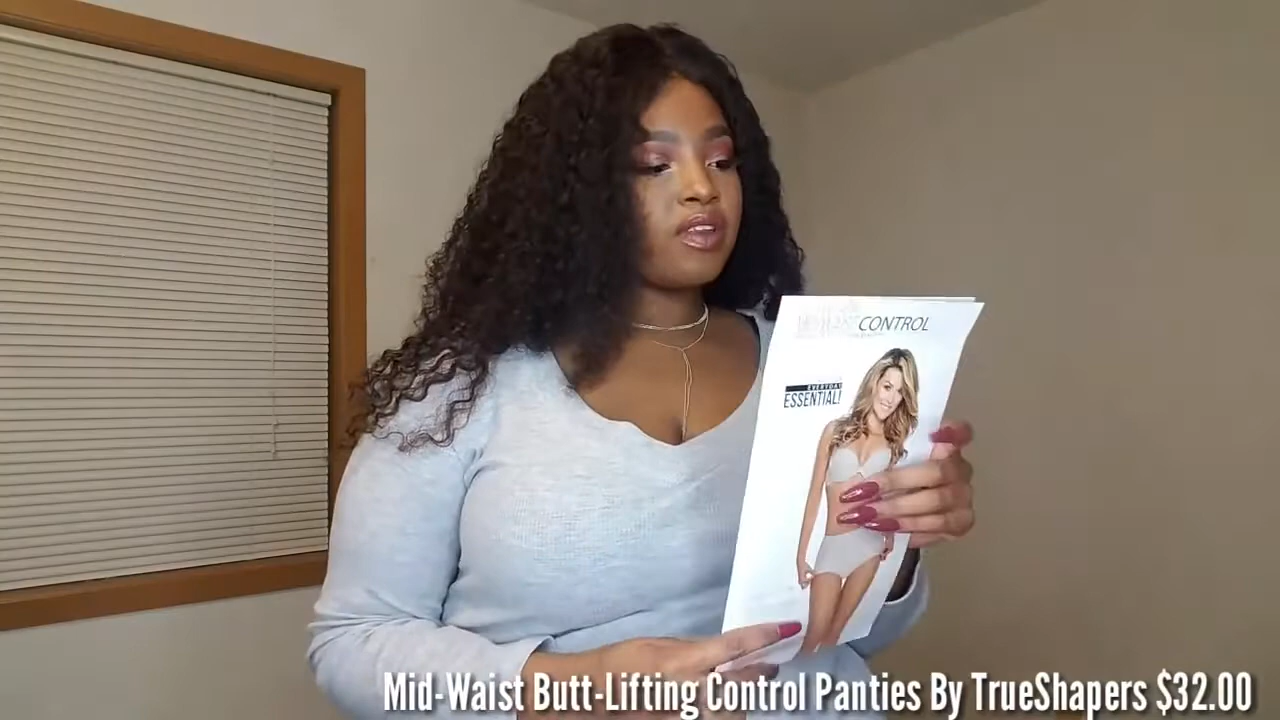 CONTROL
EVERYDAY
ESSENTIAL!
Mid-Waist Butt-Lifting Control Panties By TrueShapers $32.00